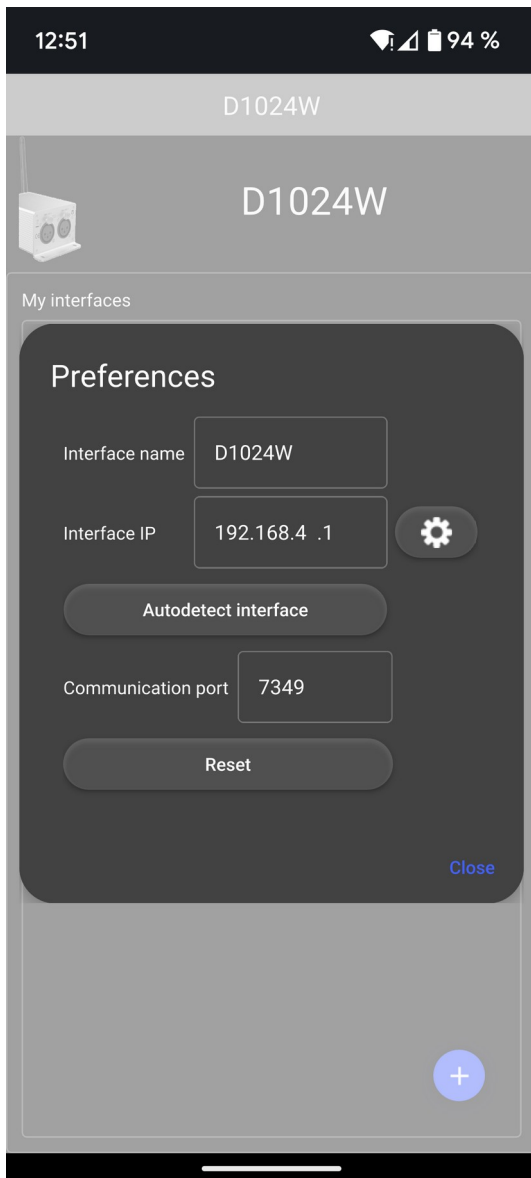 12:51 94 %
D1024W
D1024W
My interfaces
Preferences
Interface name D1024W
Interface IP 192.168.4 .1
Autodetect interface
Communication port 7349
Reset
Close
+